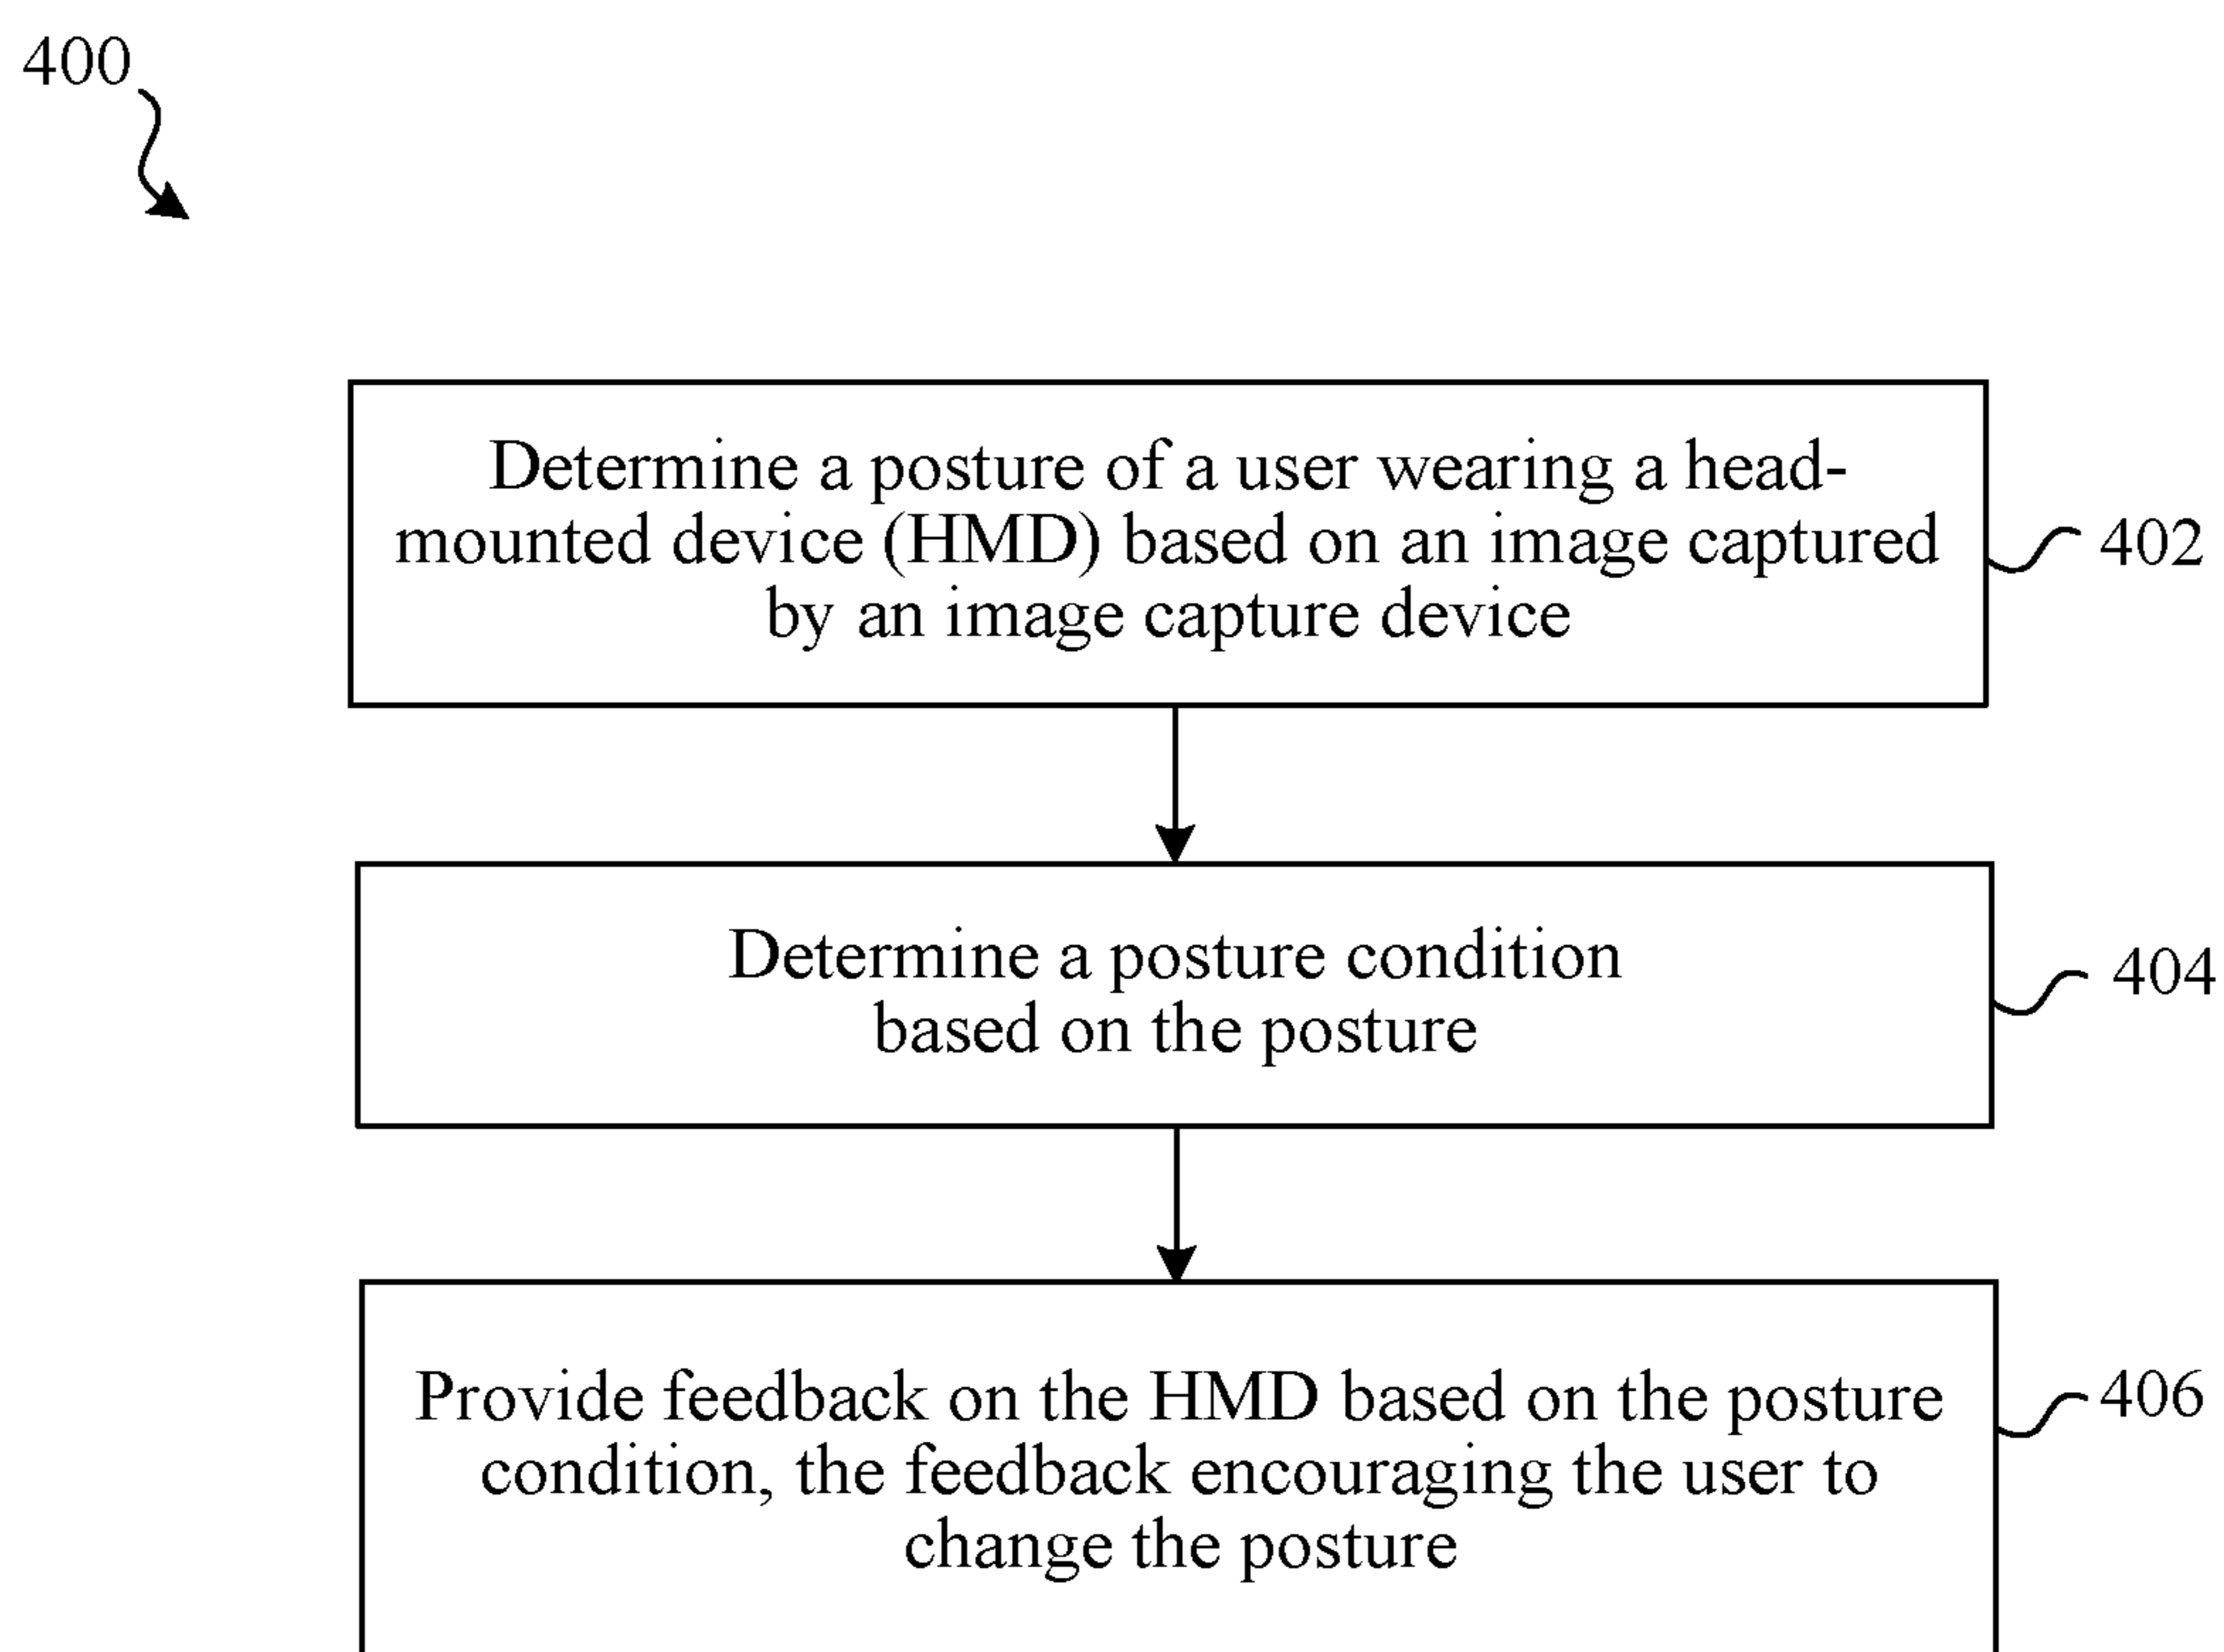 400
Determine a posture of a user wearing a head-
mounted device (HMD) based on an image captured
by an image capture device
402
Determine a posture condition
based on the posture
404
Provide feedback on the HMD based on the posture
condition, the feedback encouraging the user to
change the posture
406